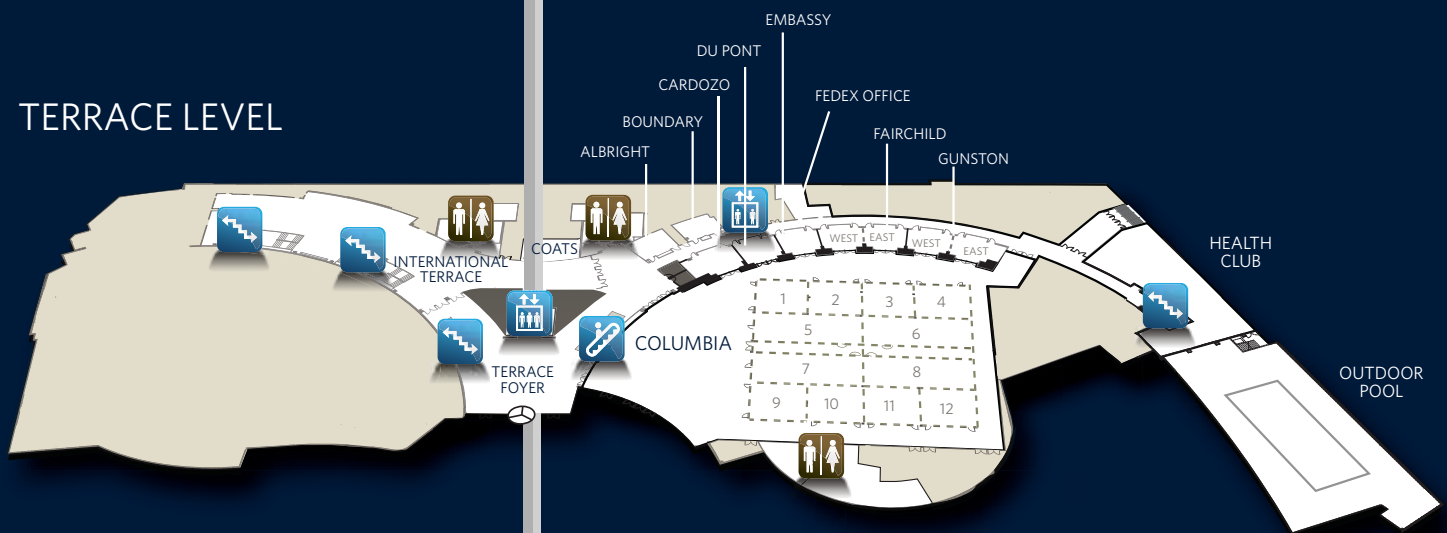 TERRACE LEVEL
EMBASSY
DU PONT
CARDOZO
BOUNDARY
ALBRIGHT
FEDEX OFFICE
FAIRCHILD
GUNSTON
WEST
EAST
WEST
EAST
COATS
INTERNATIONAL
TERRACE
TERRACE
FOYER
COLUMBIA
1
2
3
4
5
6
7
8
9
10
11
12
HEALTH
CLUB
OUTDOOR
POOL